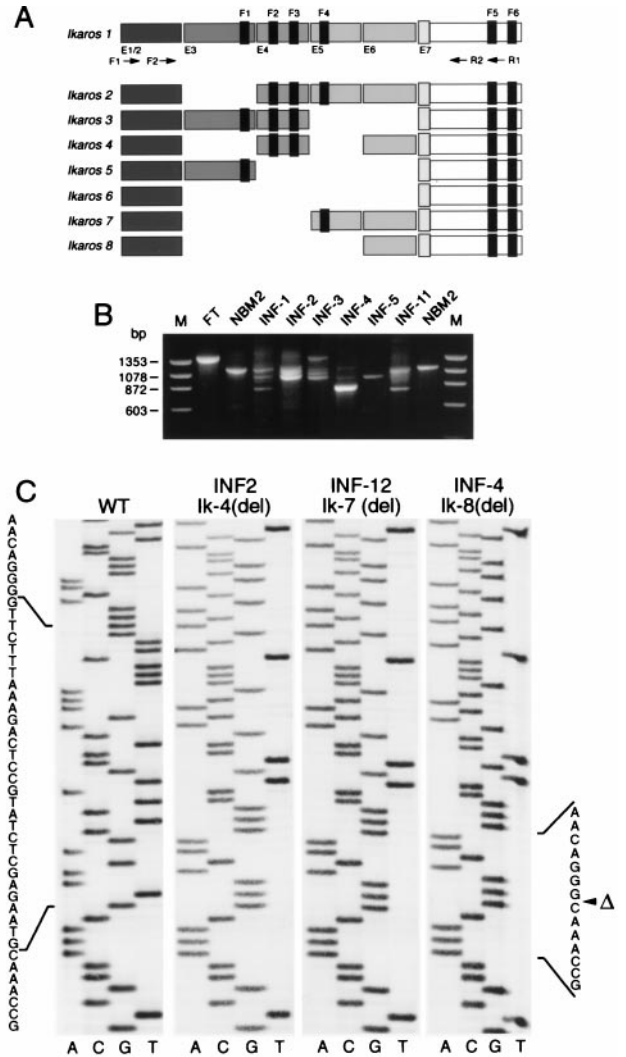 A
F1 F2 F3 F4 F5 F6
Ikaros 1
E1/2 E3 E4 E5 E6 E7
F1 F2 R2 R1
Ikaros 2
Ikaros 3
Ikaros 4
Ikaros 5
Ikaros 6
Ikaros 7
Ikaros 8
B
bp
M FT NBM2 INF-1 INF-2 INF-3 INF-4 INF-5 INF-11 NBM2 M
1353
1078
872
603
C
WT
INF2
Ik-4(del)
INF-12
Ik-7 (del)
INF-4
Ik-8(del)
AACAGGGGTTCTTTAAAGACTCCGTATCTCGAGAATGCAAACCG
AACAGGGCAAACCG
Δ
A C G T A C G T A C G T A C G T